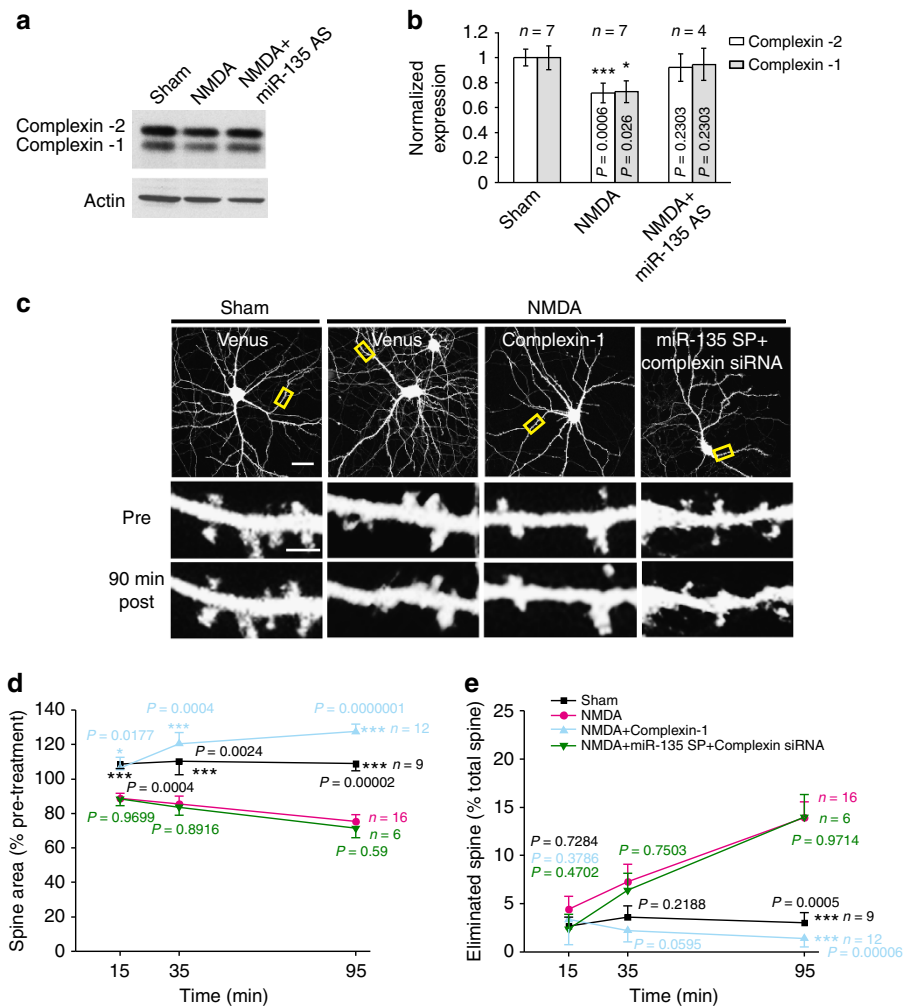 a
Sham
NMDA
NMDA+
miR-135 AS
Complexin -2
Complexin -1
Actin
b
n = 7
n = 7
n = 4
Complexin -2
Complexin -1
Normalized
expression
1.2
1
0.8
0.6
0.4
0.2
0
***
*
P = 0.0006
P = 0.026
P = 0.2303
P = 0.2303
Sham
NMDA
NMDA+
miR-135 AS
c
Sham
NMDA
Venus
Venus
Complexin-1
miR-135 SP+
complexin siRNA
Pre
90 min
post
d
Spine area (% pre-treatment)
140
120
100
80
60
40
20
0
P = 0.0177
P = 0.0004
P = 0.0000001
*
***
*** n = 12
P = 0.0024
***
***
*** n = 9
P = 0.0004
P = 0.00002
P = 0.9699
P = 0.8916
n = 16
n = 6
P = 0.59
15
35
95
Time (min)
e
Sham
NMDA
NMDA+Complexin-1
NMDA+miR-135 SP+Complexin siRNA
Eliminated spine (% total spine)
25
20
15
10
5
0
n = 16
n = 6
P = 0.9714
P = 0.7284
P = 0.3786
P = 0.4702
P = 0.7503
P = 0.2188
P = 0.0005
*** n = 9
P = 0.0595
*** n = 12
P = 0.00006
15
35
95
Time (min)